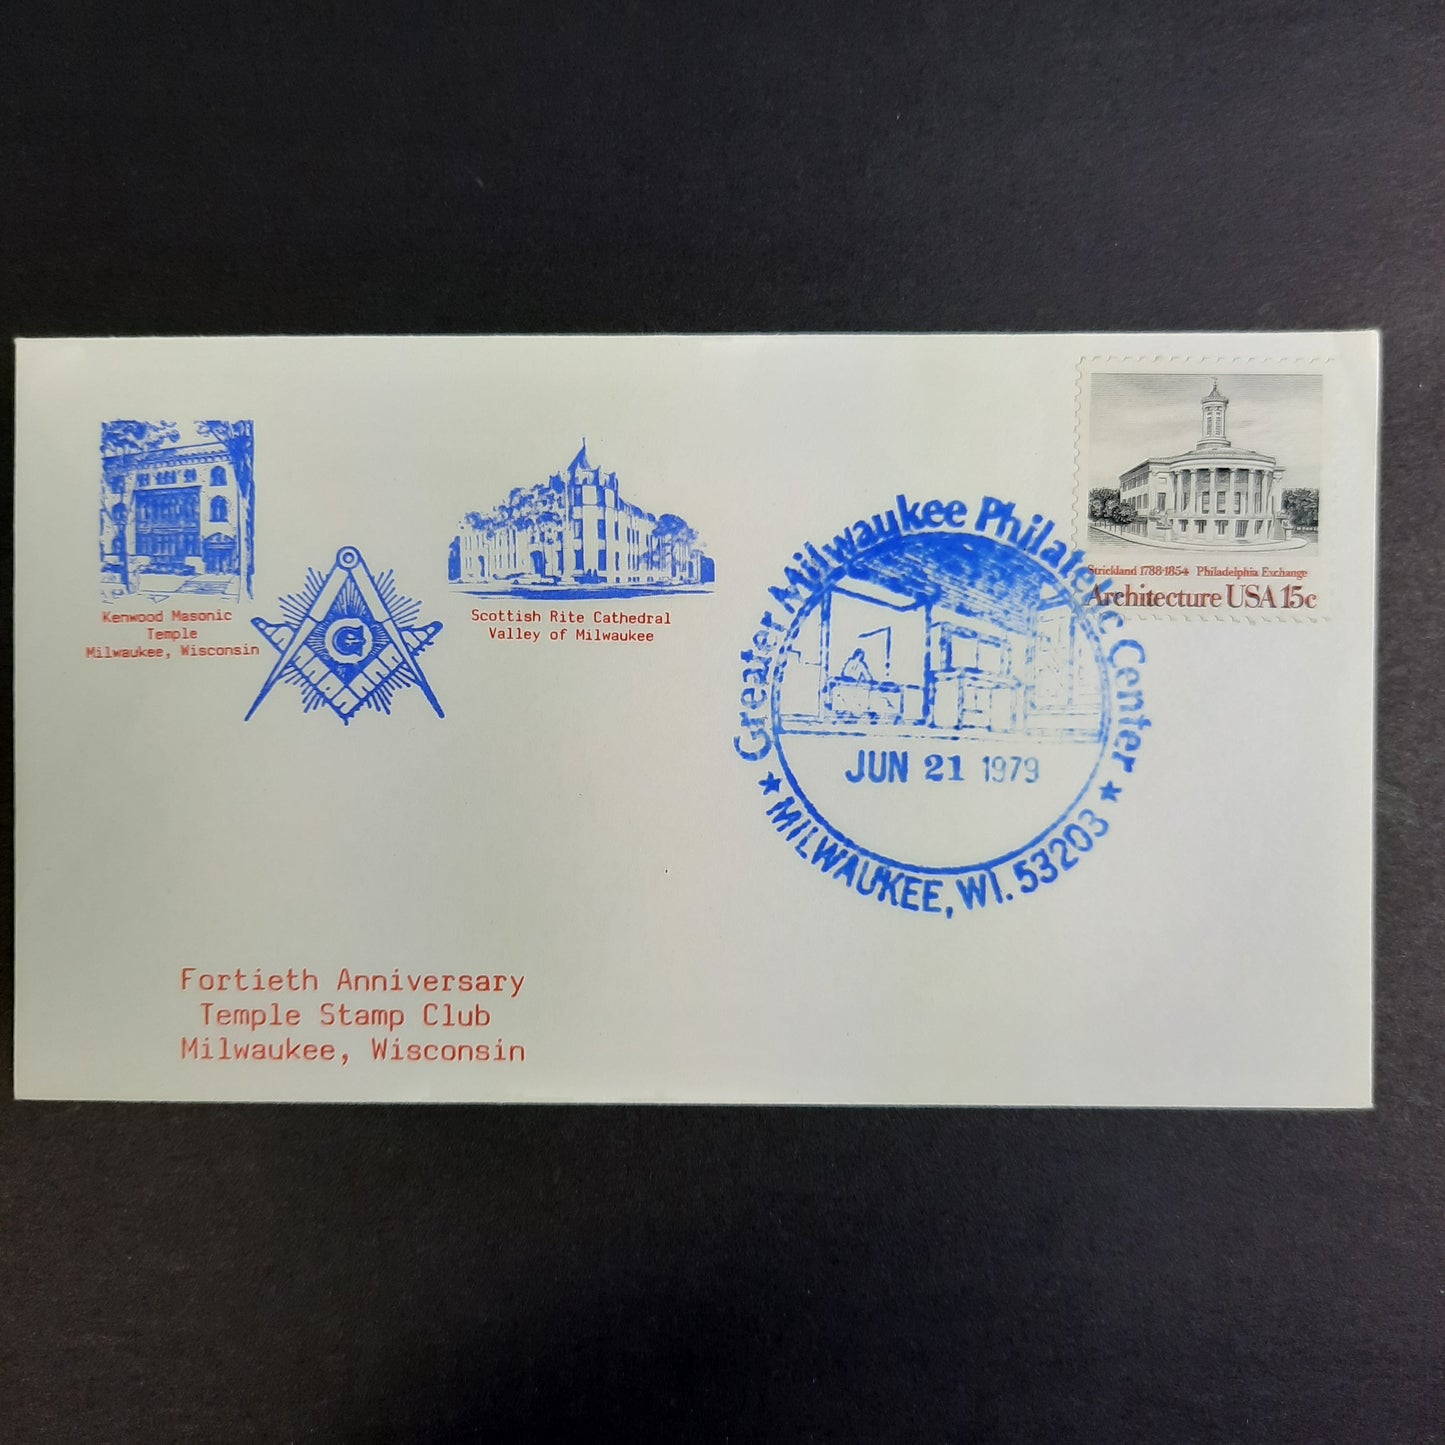 Kenwood Masonic
Temple
Milwaukee, Wisconsin
G
Scottish Rite Cathedral
Valley of Milwaukee
Strickland 1788-1854 Philadelphia Exchange
Architecture USA 15c
Greater Milwaukee Philatelic Center
JUN 21 1979
★ MILWAUKEE, WI. 53203 ★
Fortieth Anniversary
Temple Stamp Club
Milwaukee, Wisconsin